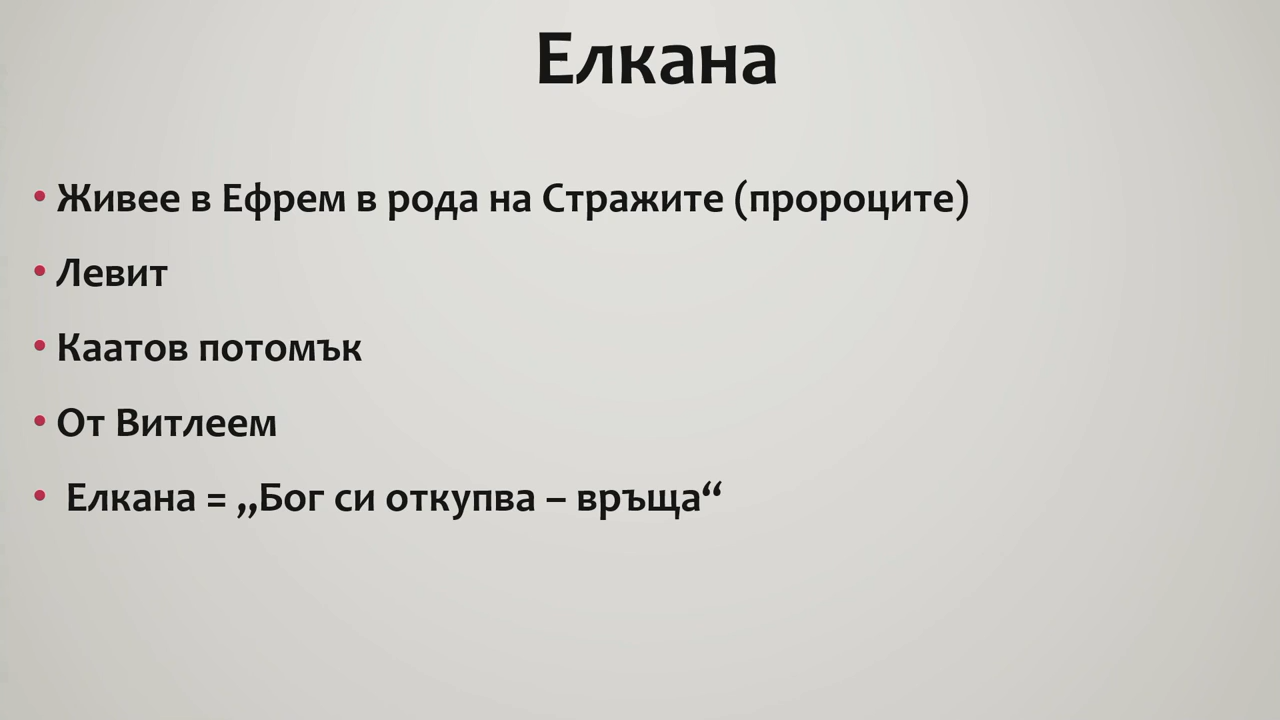 Елкана
• Живее в Ефрем в рода на Стражите (пророците)
• Левит
• Каатов потомък
• От Витлеем
• Елкана = „Бог си откупва – връща“